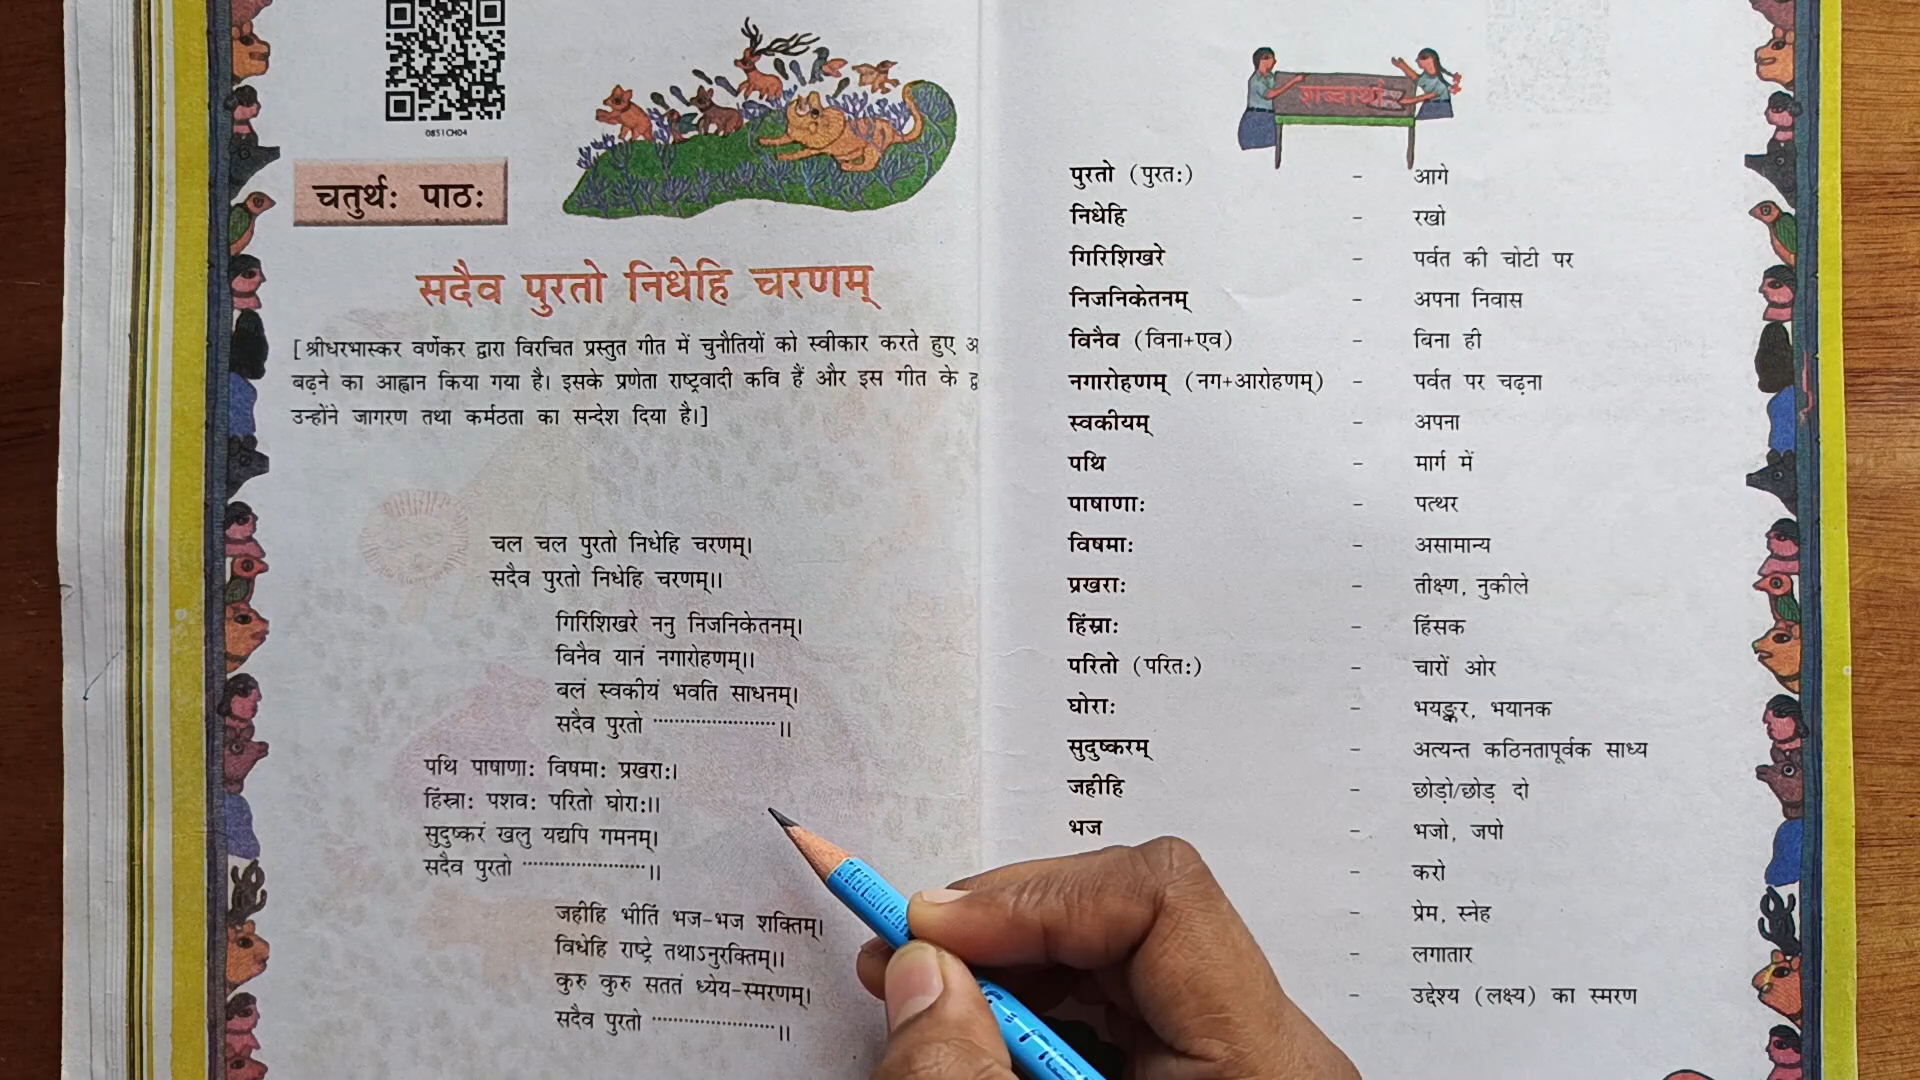 0851CH04
चतुर्थः पाठः
सदैव पुरतो निधेहि चरणम्
[श्रीधरभास्कर वर्णेकर द्वारा विरचित प्रस्तुत गीत में चुनौतियों को स्वीकार करते हुए
बढ़ने का आह्वान किया गया है। इसके प्रणेता राष्ट्रवादी कवि हैं और इस गीत के
उन्होंने जागरण तथा कर्मठता का सन्देश दिया है।]
चल चल पुरतो निधेहि चरणम्।
सदैव पुरतो निधेहि चरणम्।।
गिरिशिखरे ननु निजनिकेतनम्।
विनैव यानं नगारोहणम्।।
बलं स्वकीयं भवति साधनम्।
सदैव पुरतो .......................।।
पथि पाषाणाः विषमाः प्रखराः।
हिंस्राः पशवः परितो घोराः।।
सुदुष्करं खलु यद्यपि गमनम्।
सदैव पुरतो .......................।।
जहीहि भीतिं भज-भज शक्तिम्।
विधेहि राष्ट्रे तथाऽनुरक्तिम्।।
कुरु कुरु सततं ध्येय-स्मरणम्।
सदैव पुरतो .......................।।
शब्दार्थाः
पुरतो (पुरतः) - आगे
निधेहि - रखो
गिरिशिखरे - पर्वत की चोटी पर
निजनिकेतनम् - अपना निवास
विनैव (विना+एव) - बिना ही
नगारोहणम् (नग+आरोहणम्) - पर्वत पर चढ़ना
स्वकीयम् - अपना
पथि - मार्ग में
पाषाणाः - पत्थर
विषमाः - असामान्य
प्रखराः - तीक्ष्ण, नुकीले
हिंस्राः - हिंसक
परितो (परितः) - चारों ओर
घोराः - भयङ्कर, भयानक
सुदुष्करम् - अत्यन्त कठिनतापूर्वक साध्य
जहीहि - छोड़ो/छोड़ दो
भज - भजो, जपो
- करो
- प्रेम, स्नेह
- लगातार
- उद्देश्य (लक्ष्य) का स्मरण